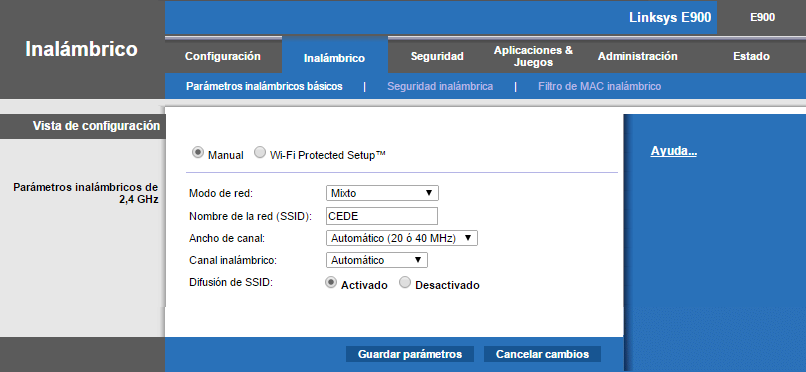 Linksys E900
E900
Inalámbrico
Configuración
Inalámbrico
Seguridad
Aplicaciones &
Juegos
Administración
Estado
Parámetros inalámbricos básicos | Seguridad inalámbrica | Filtro de MAC inalámbrico
Vista de configuración
Manual
Wi-Fi Protected Setup™
Ayuda...
Parámetros inalámbricos de
2,4 GHz
Modo de red: Mixto
Nombre de la red (SSID): CEDE
Ancho de canal: Automático (20 ó 40 MHz)
Canal inalámbrico: Automático
Difusión de SSID: Activado Desactivado
Guardar parámetros
Cancelar cambios